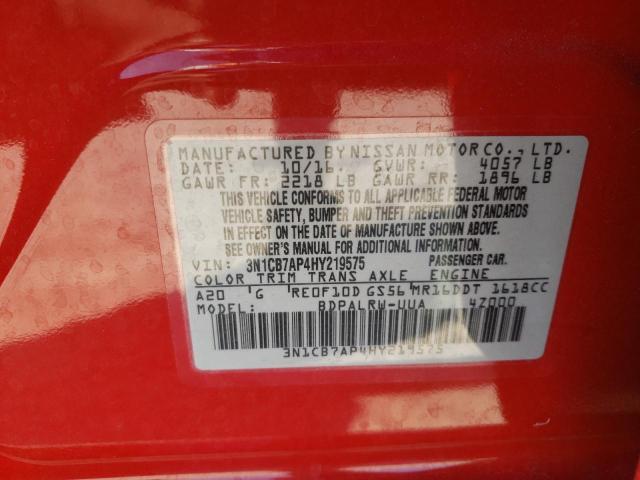 MANUFACTURED BY NISSAN MOTOR CO., LTD.
DATE: 10/16. GVWR: 4057 LB
GAWR FR: 2218 LB GAWR RR: 1896 LB
THIS VEHICLE CONFORMS TO ALL APPLICABLE FEDERAL MOTOR
VEHICLE SAFETY, BUMPER AND THEFT PREVENTION STANDARDS
IN EFFECT ON THE DATE OF MANUFACTURE SHOWN ABOVE.
SEE OWNER'S MANUAL FOR ADDITIONAL INFORMATION
VIN: 3N1CB7AP4HY219575 PASSENGER CAR.
COLOR TRIM TRANS AXLE ENGINE
A20 G RE0F10D GS56 MR16DDT 1618CC
MODEL: BDPALRW-UUA 4Z000
3N1CB7AP4HY219575